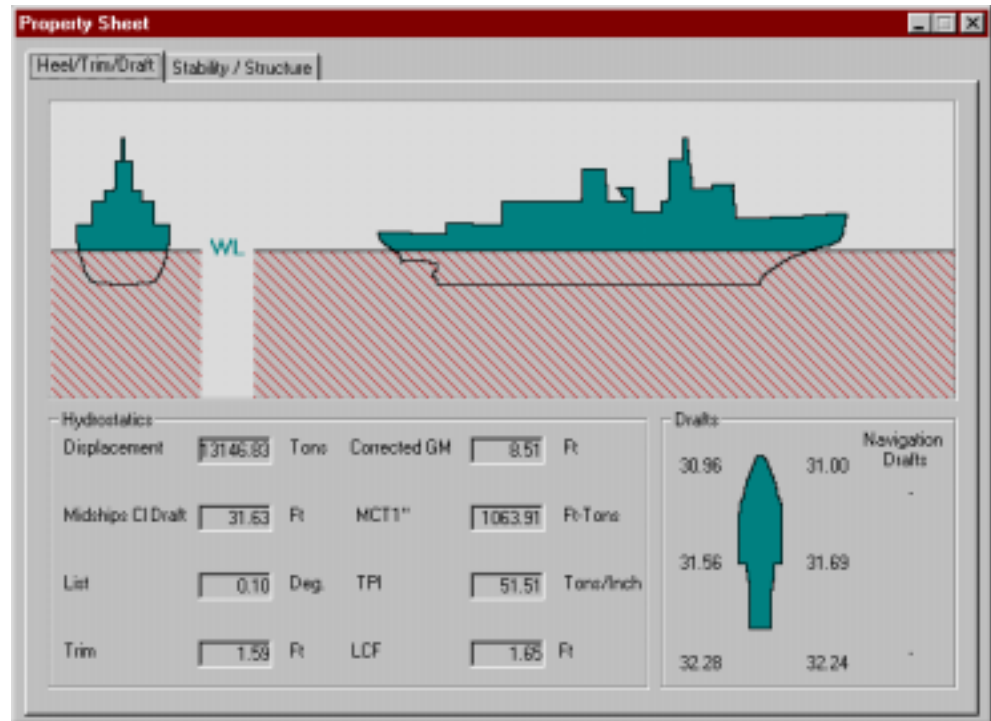 Property Sheet
Heel/Trim/Draft Stability / Structure
WL
Hydrostatics
Displacement 13146.83 Tons Corrected GM 8.51 Ft
Midships Cl Draft 31.63 Ft MCT1" 1063.91 Ft-Tons
List 0.10 Deg. TPI 51.51 Tons/Inch
Trim 1.59 Ft LCF 1.65 Ft
Drafts
Navigation
Drafts
30.96 31.00 -
31.56 31.69
32.28 32.24 -